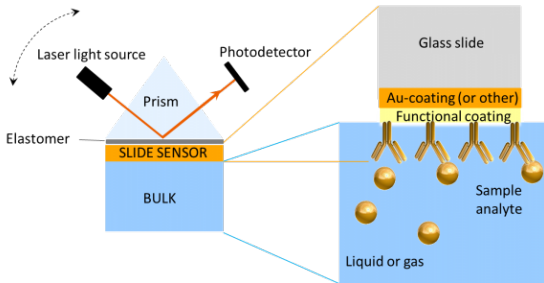 Laser light source
Photodetector
Prism
Elastomer
SLIDE SENSOR
BULK
Glass slide
Au-coating (or other)
Functional coating
Sample
analyte
Liquid or gas